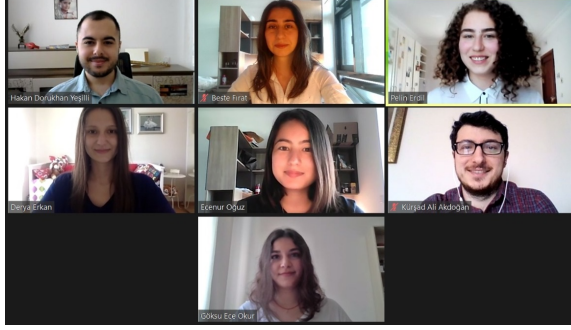 Hakan Dorukhan Yeşilli
Beste Fırat
Pelin Erdil
Derya Erkan
Ecenur Oğuz
Kürşad Ali Akdoğan
Göksu Ece Okur